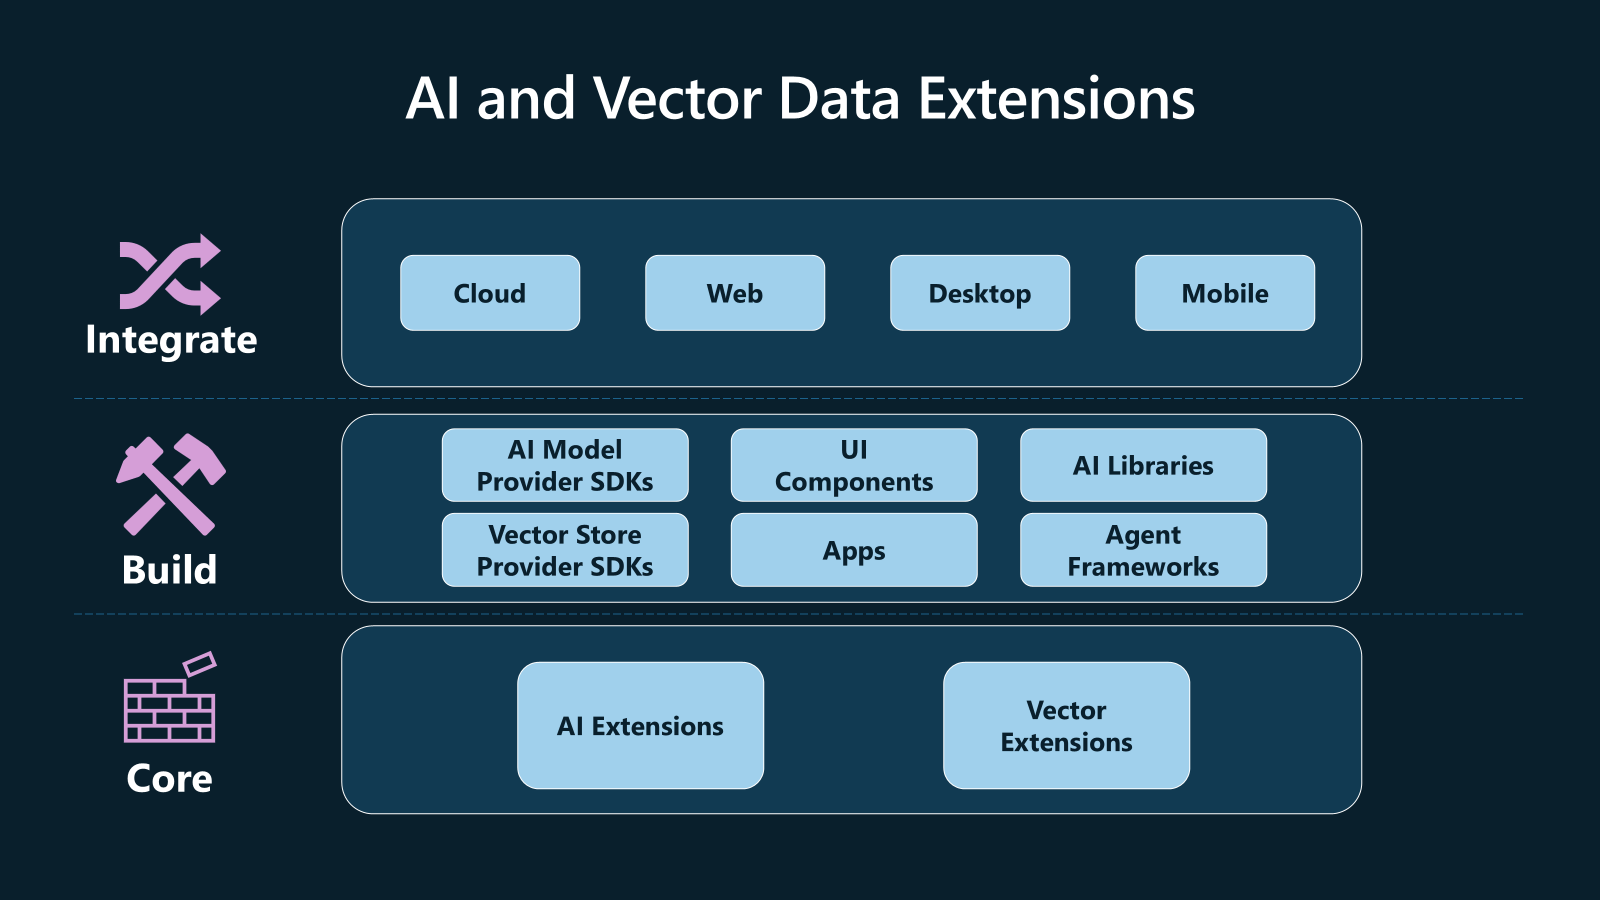 AI and Vector Data Extensions
Integrate
Cloud
Web
Desktop
Mobile
Build
AI Model
Provider SDKs
UI
Components
AI Libraries
Vector Store
Provider SDKs
Apps
Agent
Frameworks
Core
AI Extensions
Vector
Extensions